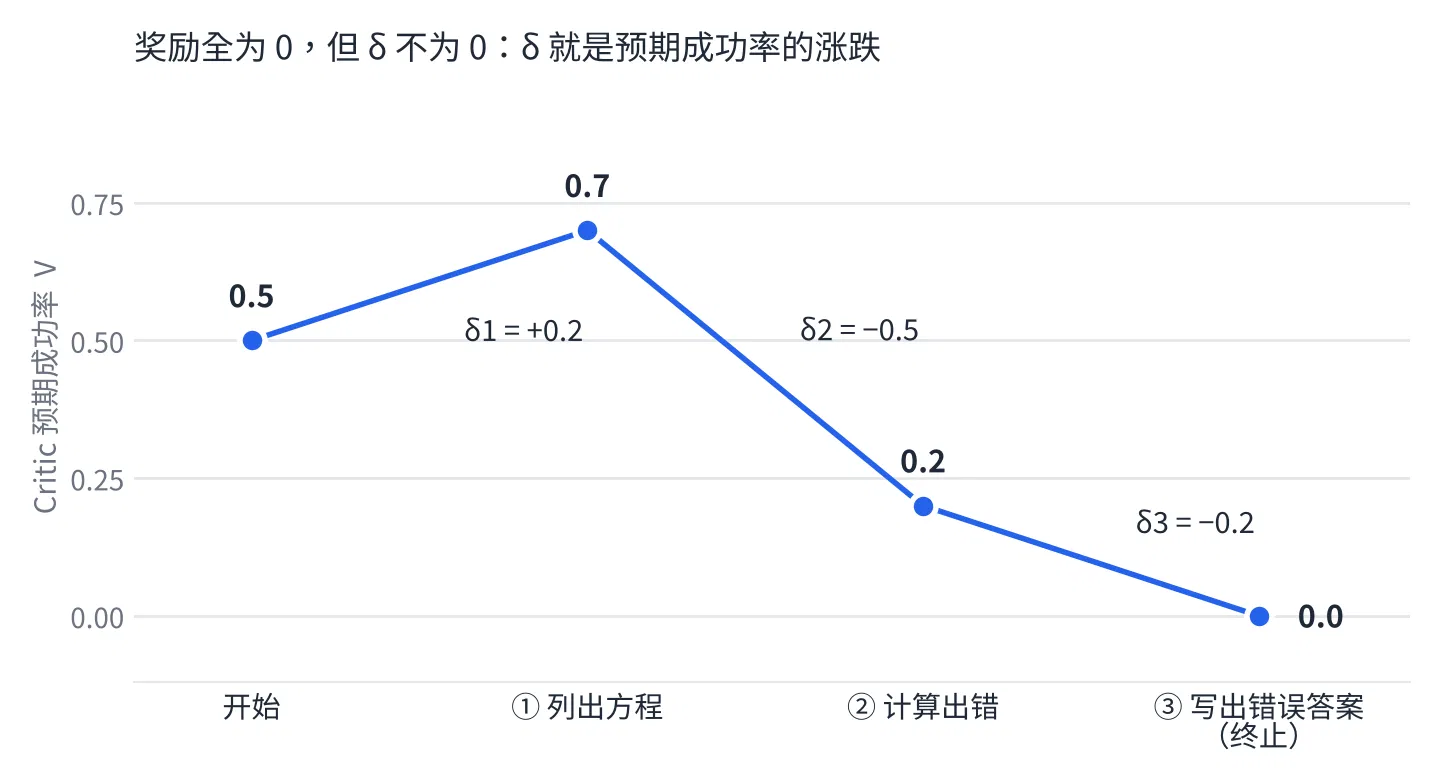 奖励全为 0，但 δ 不为 0：δ 就是预期成功率的涨跌
Critic 预期成功率 V
0.75
0.50
0.25
0.00
0.5
0.7
0.2
0.0
δ1 = +0.2
δ2 = −0.5
δ3 = −0.2
开始
① 列出方程
② 计算出错
③ 写出错误答案
（终止）